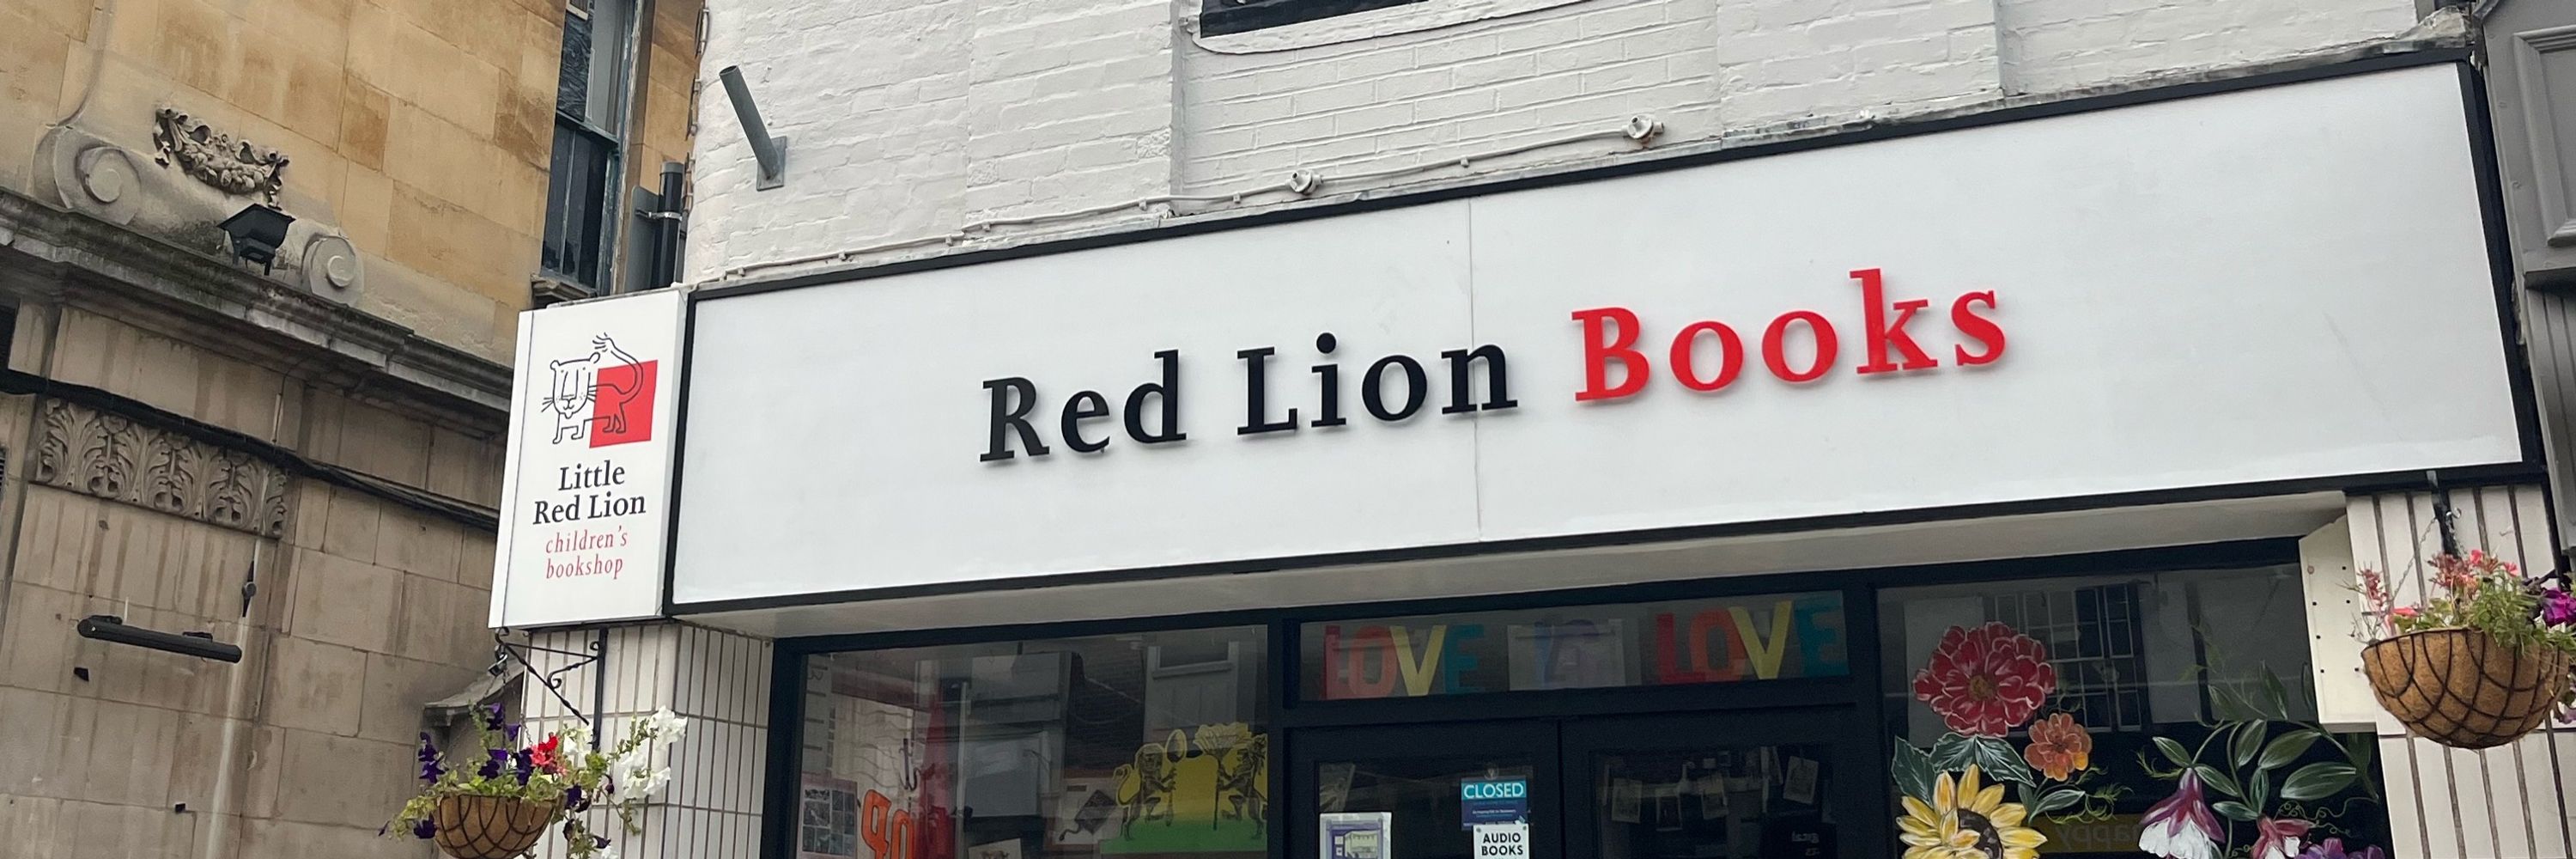 Red Lion Books
Little
Red Lion
children's
bookshop
LOVE
LOVE
CLOSED
AUDIO
BOOKS